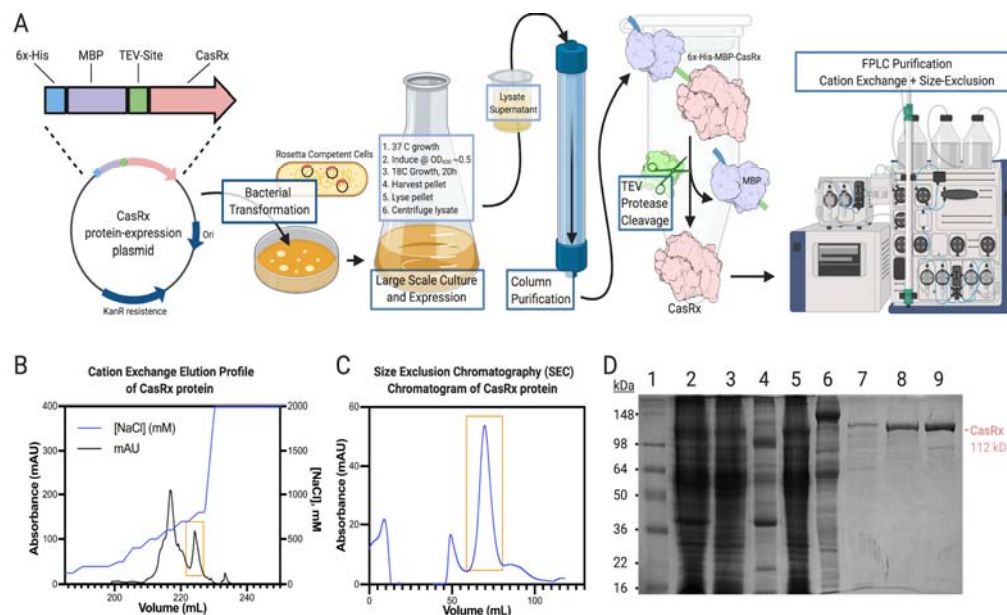 A
6x-His MBP TEV-Site CasRx
CasRx
protein-expression
plasmid
Ori
KanR resistence
Rosetta Competent Cells
Bacterial
Transformation
1. 37 C growth
2. Induce @ OD600 ~0.5
3. 18C Growth, 20h
4. Harvest pellet
5. Lyse pellet
6. Centrifuge lysate
Large Scale Culture
and Expression
Lysate
Supernatant
Column
Purification
6x-His-MBP-CasRx
TEV
Protease
Cleavage
MBP
CasRx
FPLC Purification
Cation Exchange + Size-Exclusion
B
Cation Exchange Elution Profile
of CasRx protein
[NaCl] (mM)
mAU
Absorbance (mAU)
400
300
200
100
0
2000
1500
1000
500
0
[NaCl], mM
200 250
Volume (mL)
C
Size Exclusion Chromatography (SEC)
Chromatogram of CasRx protein
Absorbance (mAU)
60
40
20
0
0 50 100
Volume (mL)
D
kDa 1 2 3 4 5 6 7 8 9
148
98
64
50
36
22
16
CasRx
112 kD